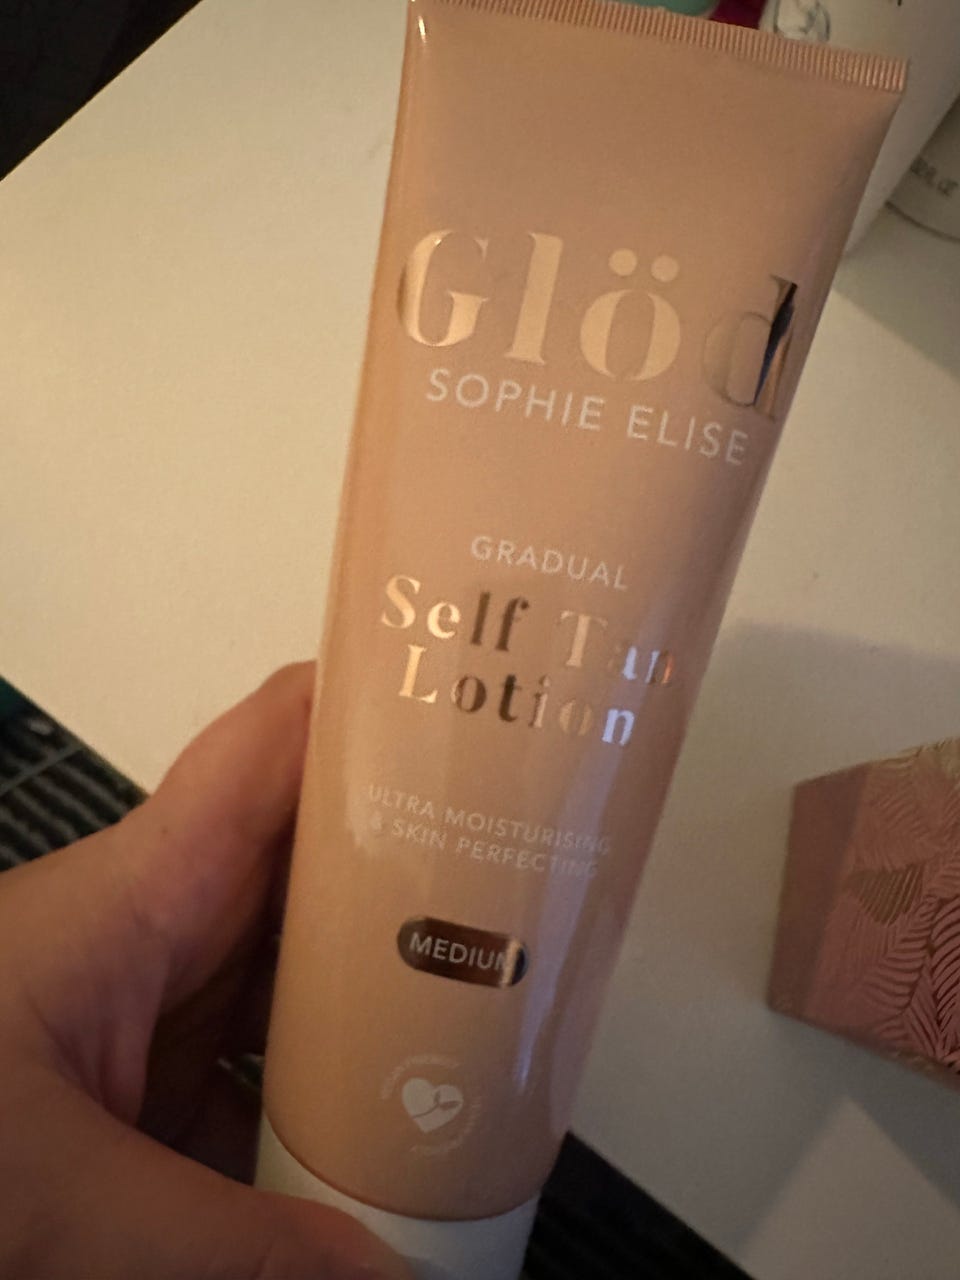 Glöd
SOPHIE ELISE
GRADUAL
Self Tan
Lotion
ULTRA MOISTURISING
& SKIN PERFECTING
MEDIUM